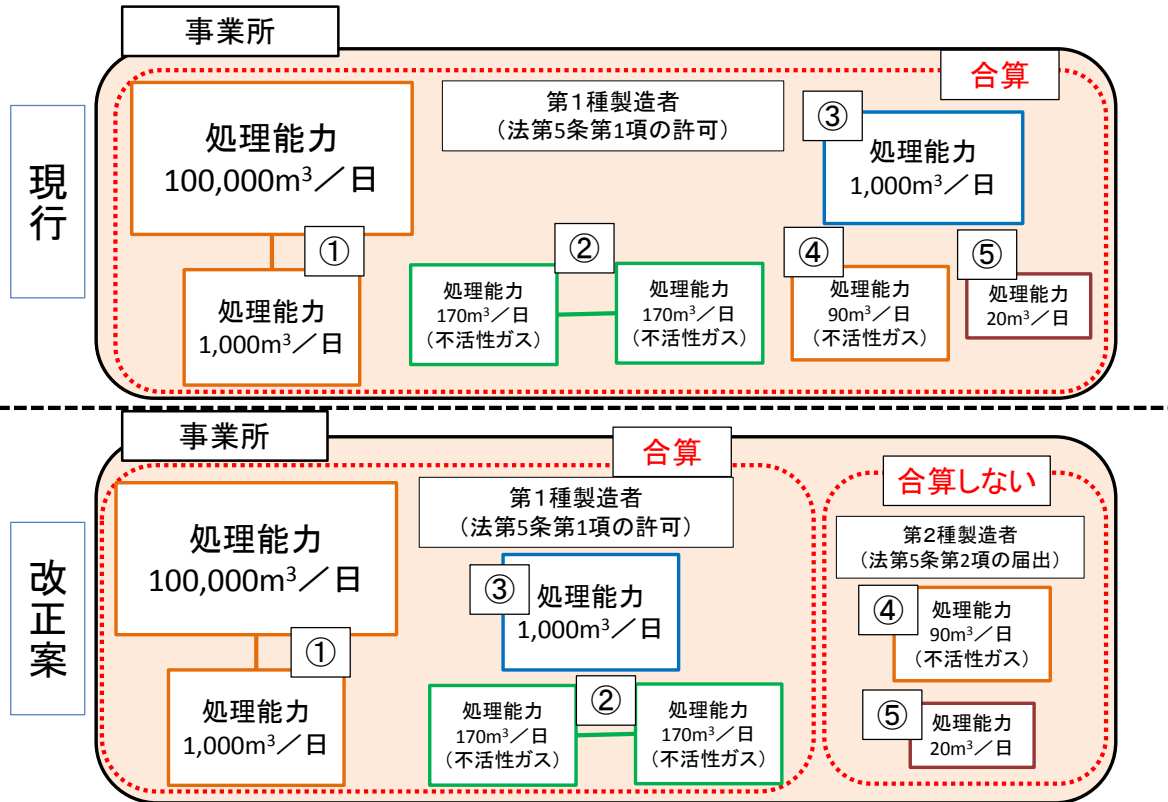 現行
事業所
合算
処理能力
100,000m³/日
①
処理能力
1,000m³/日
第1種製造者
(法第5条第1項の許可)
②
処理能力
170m³/日
(不活性ガス)
処理能力
170m³/日
(不活性ガス)
③
処理能力
1,000m³/日
④
処理能力
90m³/日
(不活性ガス)
⑤
処理能力
20m³/日
改正案
事業所
合算
処理能力
100,000m³/日
①
処理能力
1,000m³/日
第1種製造者
(法第5条第1項の許可)
③
処理能力
1,000m³/日
②
処理能力
170m³/日
(不活性ガス)
処理能力
170m³/日
(不活性ガス)
合算しない
第2種製造者
(法第5条第2項の届出)
④
処理能力
90m³/日
(不活性ガス)
⑤
処理能力
20m³/日